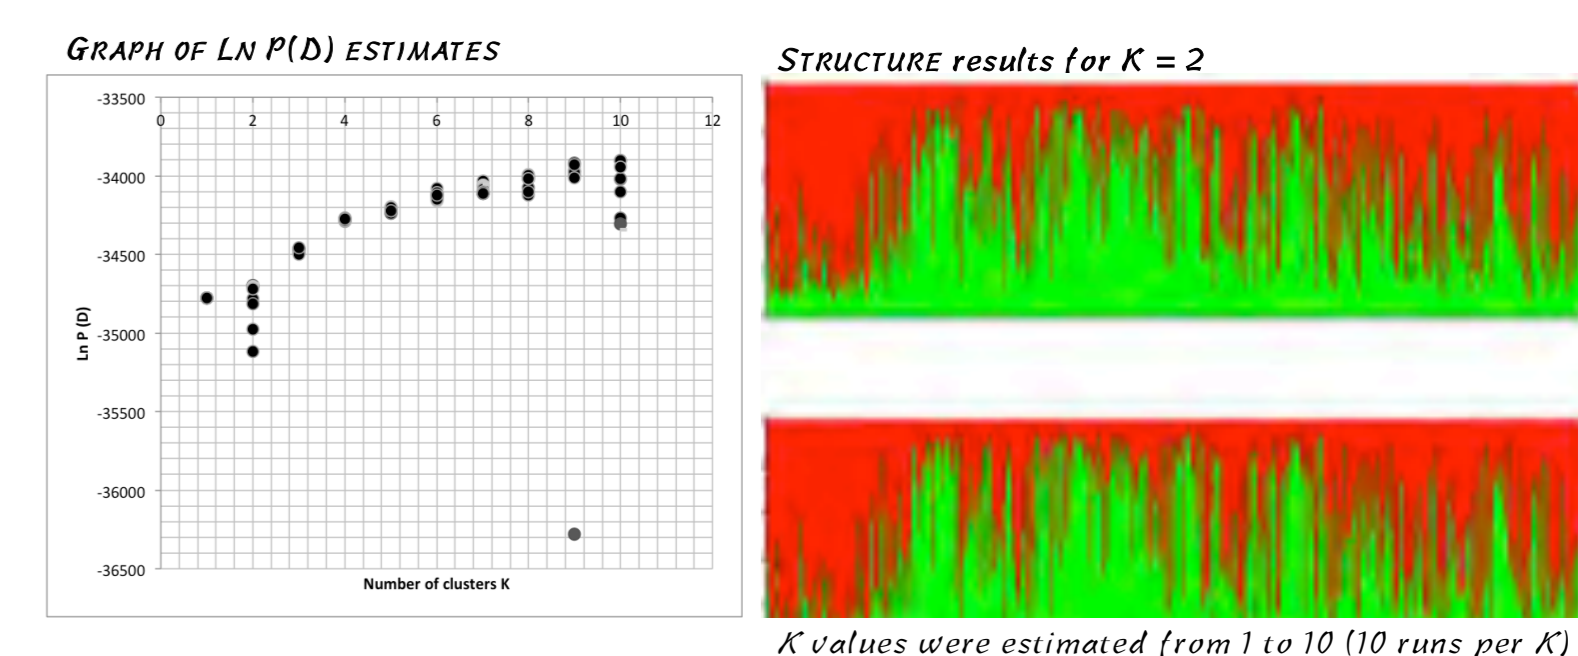 GRAPH OF LN P(D) ESTIMATES
STRUCTURE results for K = 2
-33500
0 2 4 6 8 10 12
-34000
-34500
-35000
-35500
-36000
-36500
Ln P (D)
Number of clusters K
K values were estimated from 1 to 10 (10 runs per K)